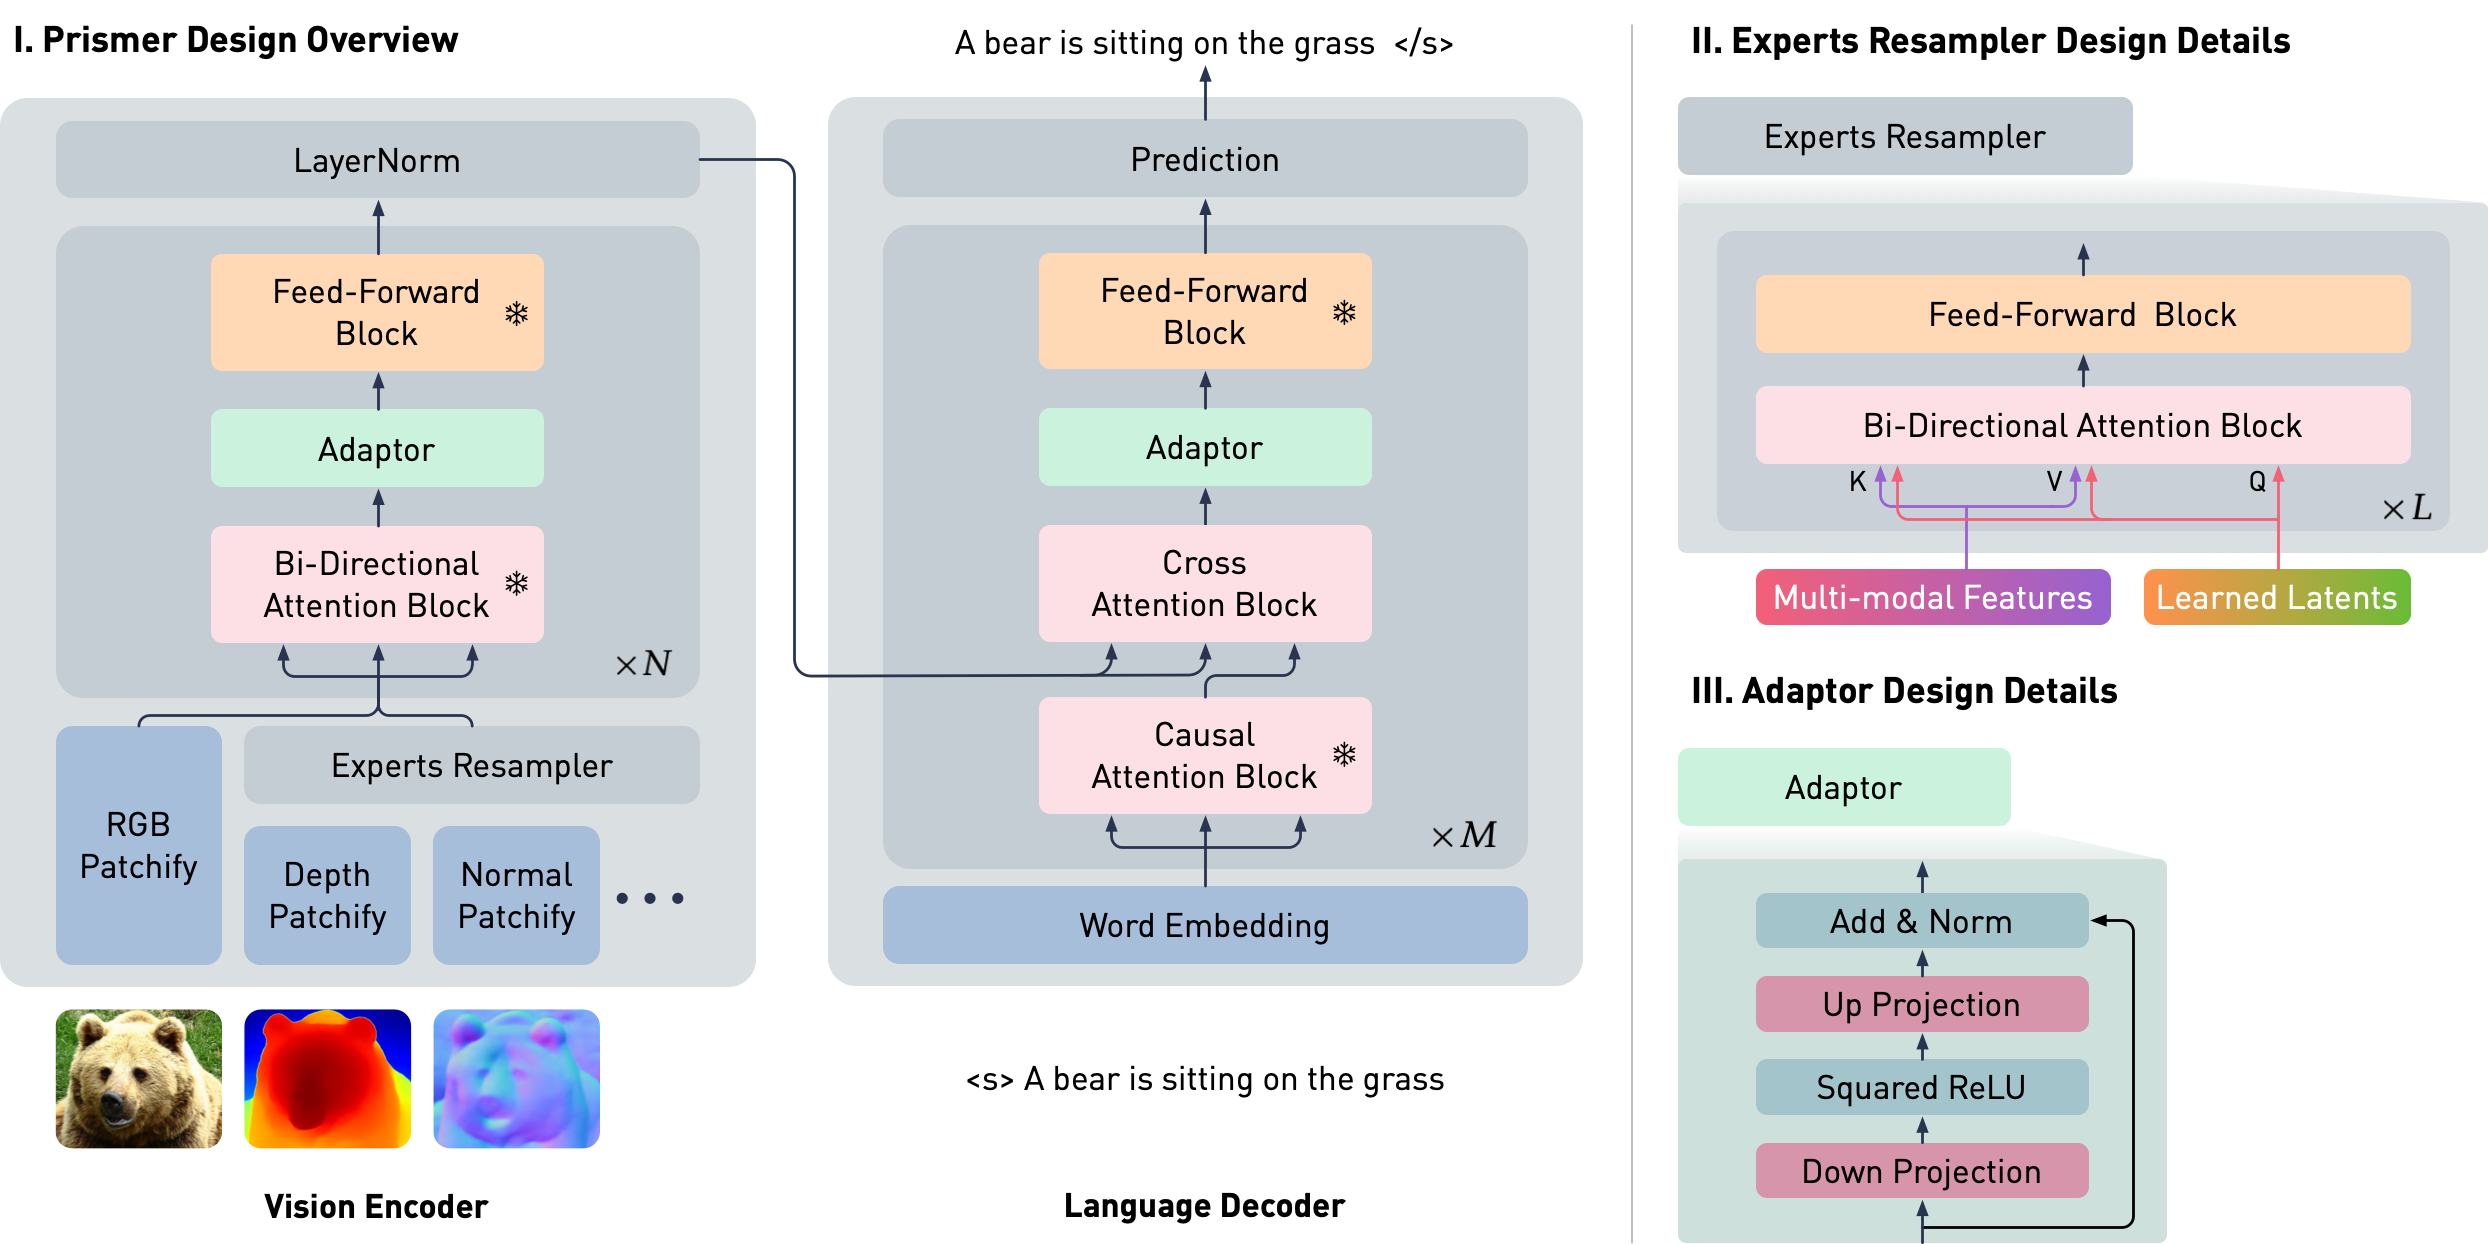 I. Prismer Design Overview
A bear is sitting on the grass </s>
LayerNorm
Feed-Forward
Block
Adaptor
Bi-Directional
Attention Block
×N
RGB
Patchify
Experts Resampler
Depth
Patchify
Normal
Patchify
Vision Encoder
Prediction
Feed-Forward
Block
Adaptor
Cross
Attention Block
Causal
Attention Block
×M
Word Embedding
<s> A bear is sitting on the grass
Language Decoder
II. Experts Resampler Design Details
Experts Resampler
Feed-Forward Block
Bi-Directional Attention Block
K V Q
×L
Multi-modal Features
Learned Latents
III. Adaptor Design Details
Adaptor
Add & Norm
Up Projection
Squared ReLU
Down Projection